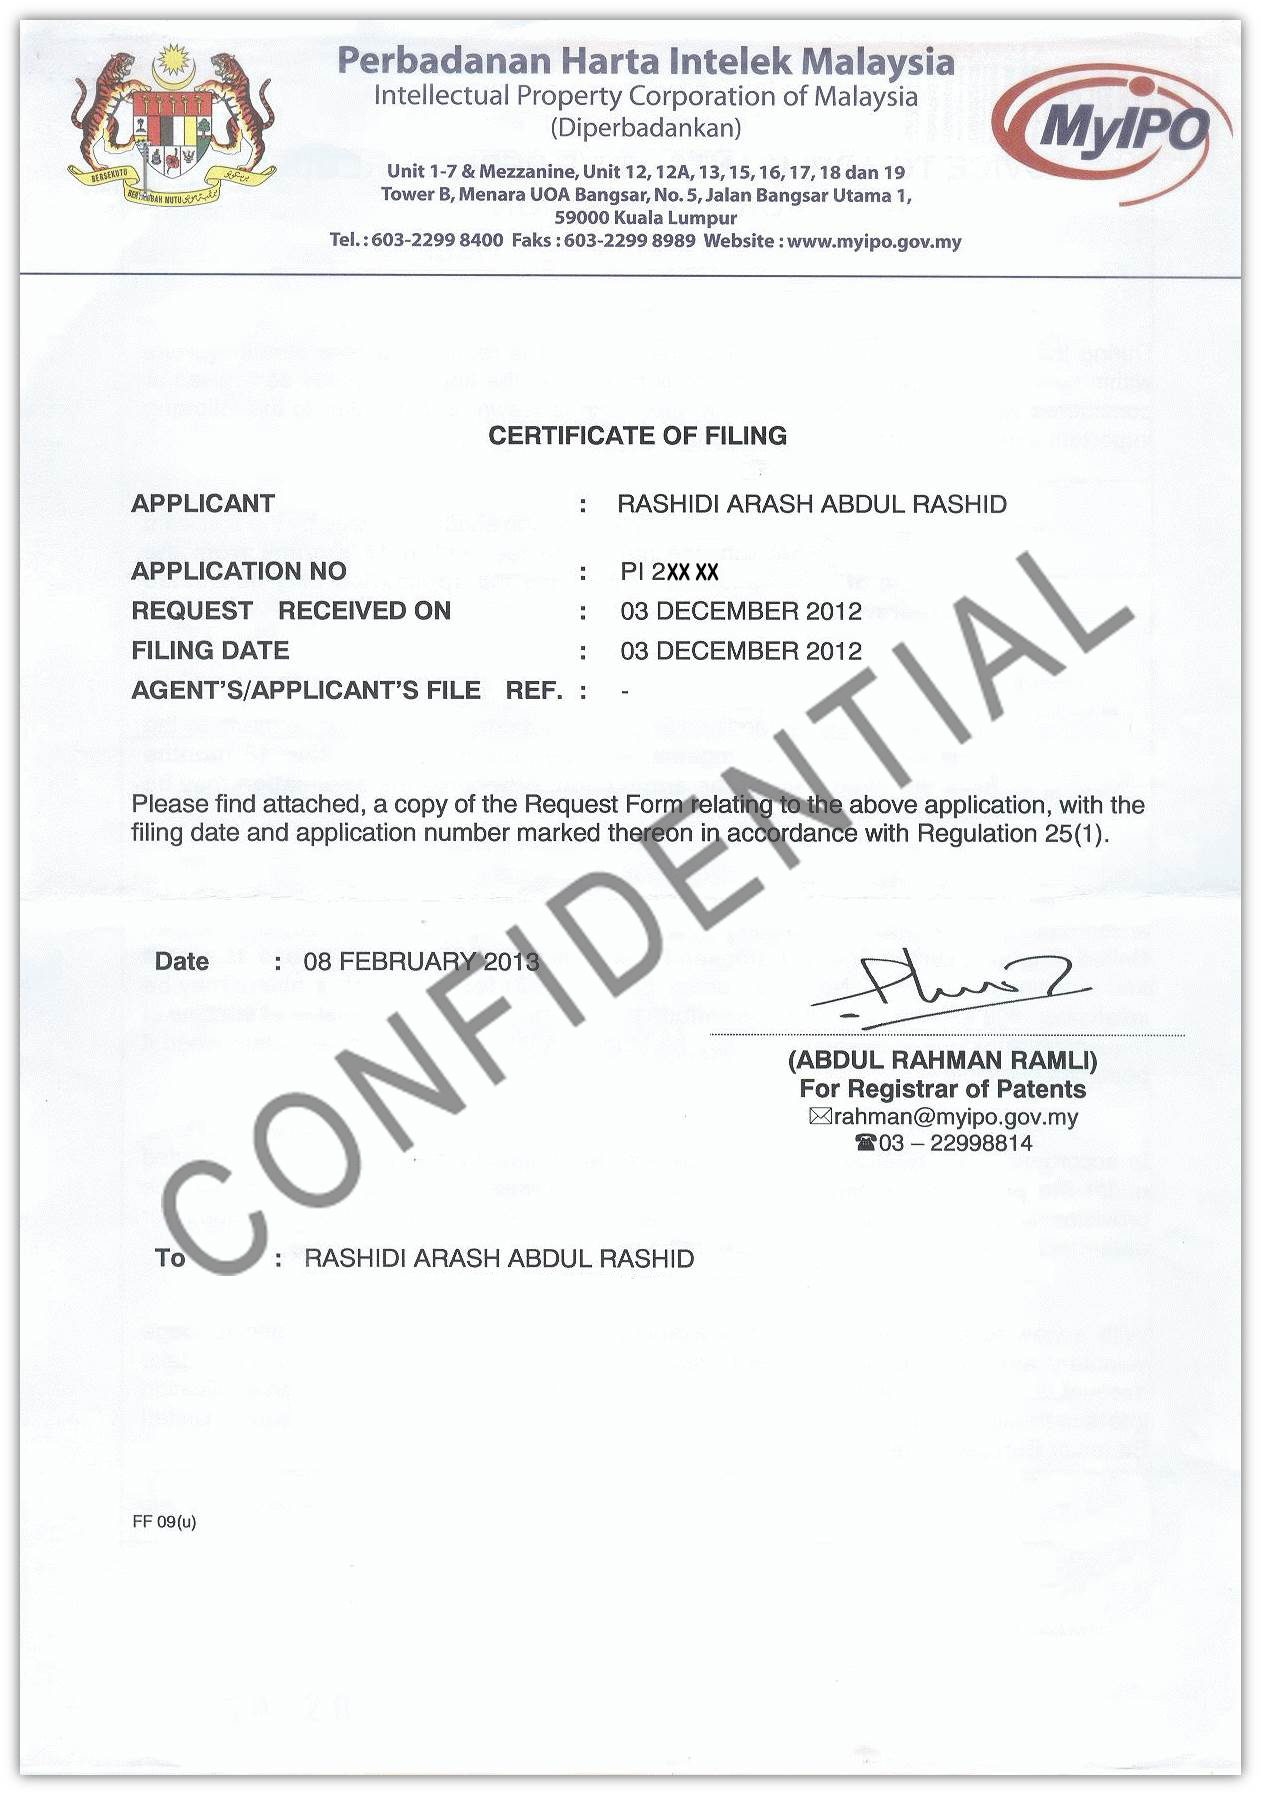 Perbadanan Harta Intelek Malaysia
Intellectual Property Corporation of Malaysia
(Diperbadankan)
Unit 1-7 & Mezzanine, Unit 12, 12A, 13, 15, 16, 17, 18 dan 19
Tower B, Menara UOA Bangsar, No. 5, Jalan Bangsar Utama 1,
59000 Kuala Lumpur
Tel. : 603-2299 8400 Faks : 603-2299 8989 Website : www.myipo.gov.my
BERSEKUTU BERTAMBAH MUTU
MyIPO
CERTIFICATE OF FILING
APPLICANT : RASHIDI ARASH ABDUL RASHID
APPLICATION NO : PI 2XX XX
REQUEST RECEIVED ON : 03 DECEMBER 2012
FILING DATE : 03 DECEMBER 2012
AGENT'S/APPLICANT'S FILE REF. : -
Please find attached, a copy of the Request Form relating to the above application, with the
filing date and application number marked thereon in accordance with Regulation 25(1).
CONFIDENTIAL
Date : 08 FEBRUARY 2013
(ABDUL RAHMAN RAMLI)
For Registrar of Patents
✉rahman@myipo.gov.my
☎03 – 22998814
To : RASHIDI ARASH ABDUL RASHID
FF 09(u)